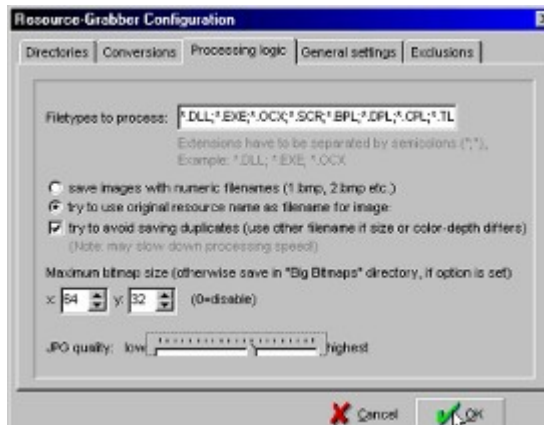 Resource-Grabber Configuration
Directories Conversions Processing logic General settings Exclusions
Filetypes to process: *.DLL;*.EXE;*.OCX;*.SCR;*.BPL;*.DPL;*.CPL;*.TL
Extensions have to be separated by semicolons (";"),
Example: *.DLL; *.EXE; *.OCX
save images with numeric filenames (1.bmp, 2.bmp etc.)
try to use original resource name as filename for image
try to avoid saving duplicates (use other filename if size or color-depth differs)
(Note: may slow down processing speed!)
Maximum bitmap size (otherwise save in "Big Bitmaps" directory, if option is set)
x: 64 y: 32 (0=disable)
JPG quality: low highest
Cancel OK